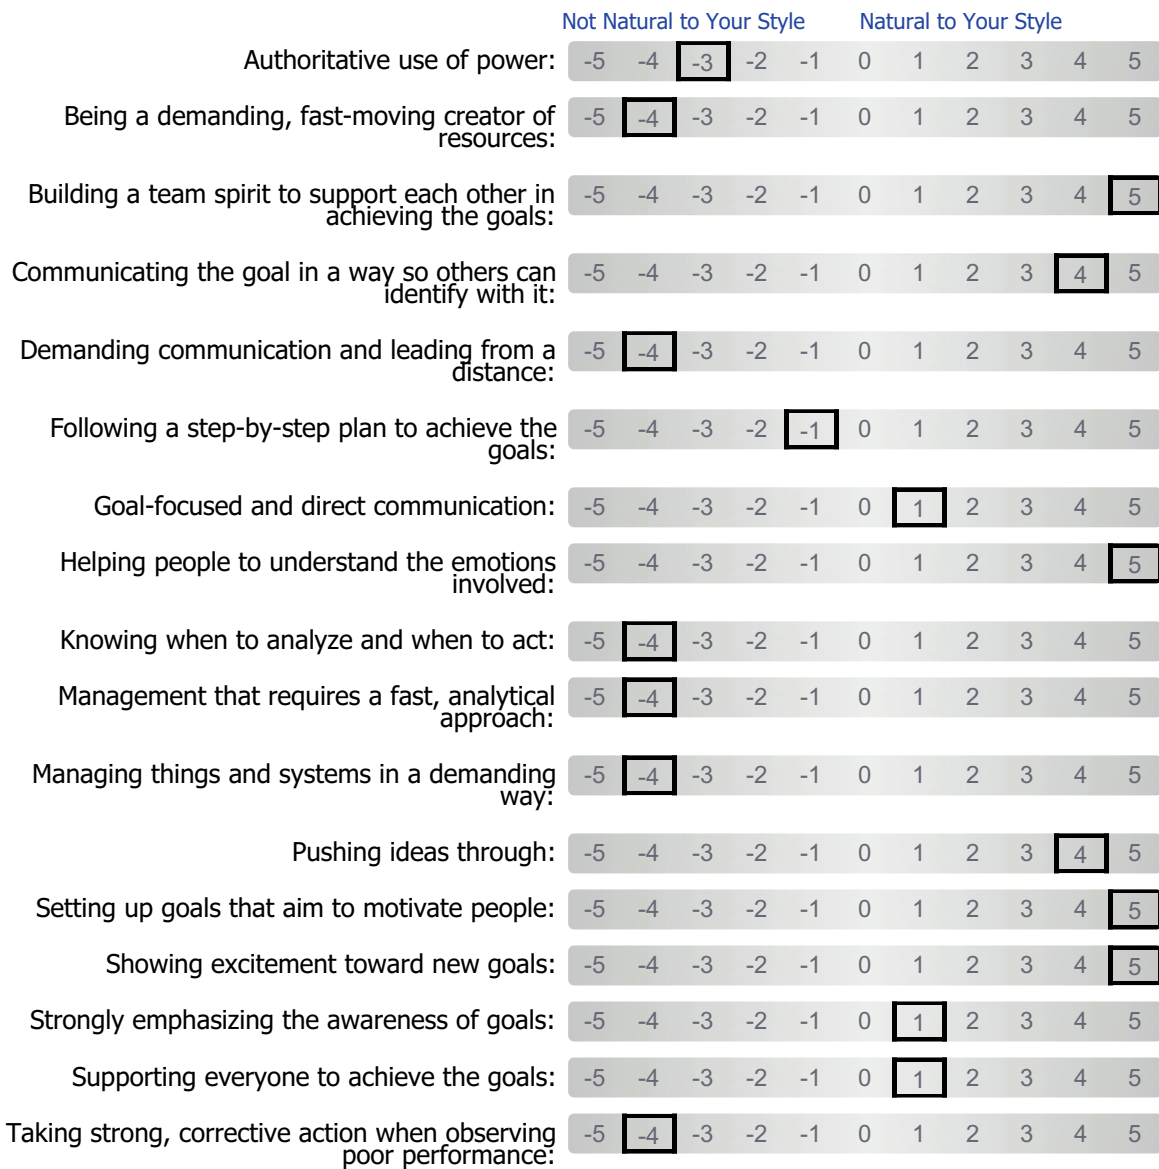 Not Natural to Your Style Natural to Your Style
Authoritative use of power: -5 -4 -3 -2 -1 0 1 2 3 4 5
Being a demanding, fast-moving creator of
resources: -5 -4 -3 -2 -1 0 1 2 3 4 5
Building a team spirit to support each other in
achieving the goals: -5 -4 -3 -2 -1 0 1 2 3 4 5
Communicating the goal in a way so others can
identify with it: -5 -4 -3 -2 -1 0 1 2 3 4 5
Demanding communication and leading from a
distance: -5 -4 -3 -2 -1 0 1 2 3 4 5
Following a step-by-step plan to achieve the
goals: -5 -4 -3 -2 -1 0 1 2 3 4 5
Goal-focused and direct communication: -5 -4 -3 -2 -1 0 1 2 3 4 5
Helping people to understand the emotions
involved: -5 -4 -3 -2 -1 0 1 2 3 4 5
Knowing when to analyze and when to act: -5 -4 -3 -2 -1 0 1 2 3 4 5
Management that requires a fast, analytical
approach: -5 -4 -3 -2 -1 0 1 2 3 4 5
Managing things and systems in a demanding
way: -5 -4 -3 -2 -1 0 1 2 3 4 5
Pushing ideas through: -5 -4 -3 -2 -1 0 1 2 3 4 5
Setting up goals that aim to motivate people: -5 -4 -3 -2 -1 0 1 2 3 4 5
Showing excitement toward new goals: -5 -4 -3 -2 -1 0 1 2 3 4 5
Strongly emphasizing the awareness of goals: -5 -4 -3 -2 -1 0 1 2 3 4 5
Supporting everyone to achieve the goals: -5 -4 -3 -2 -1 0 1 2 3 4 5
Taking strong, corrective action when observing
poor performance: -5 -4 -3 -2 -1 0 1 2 3 4 5